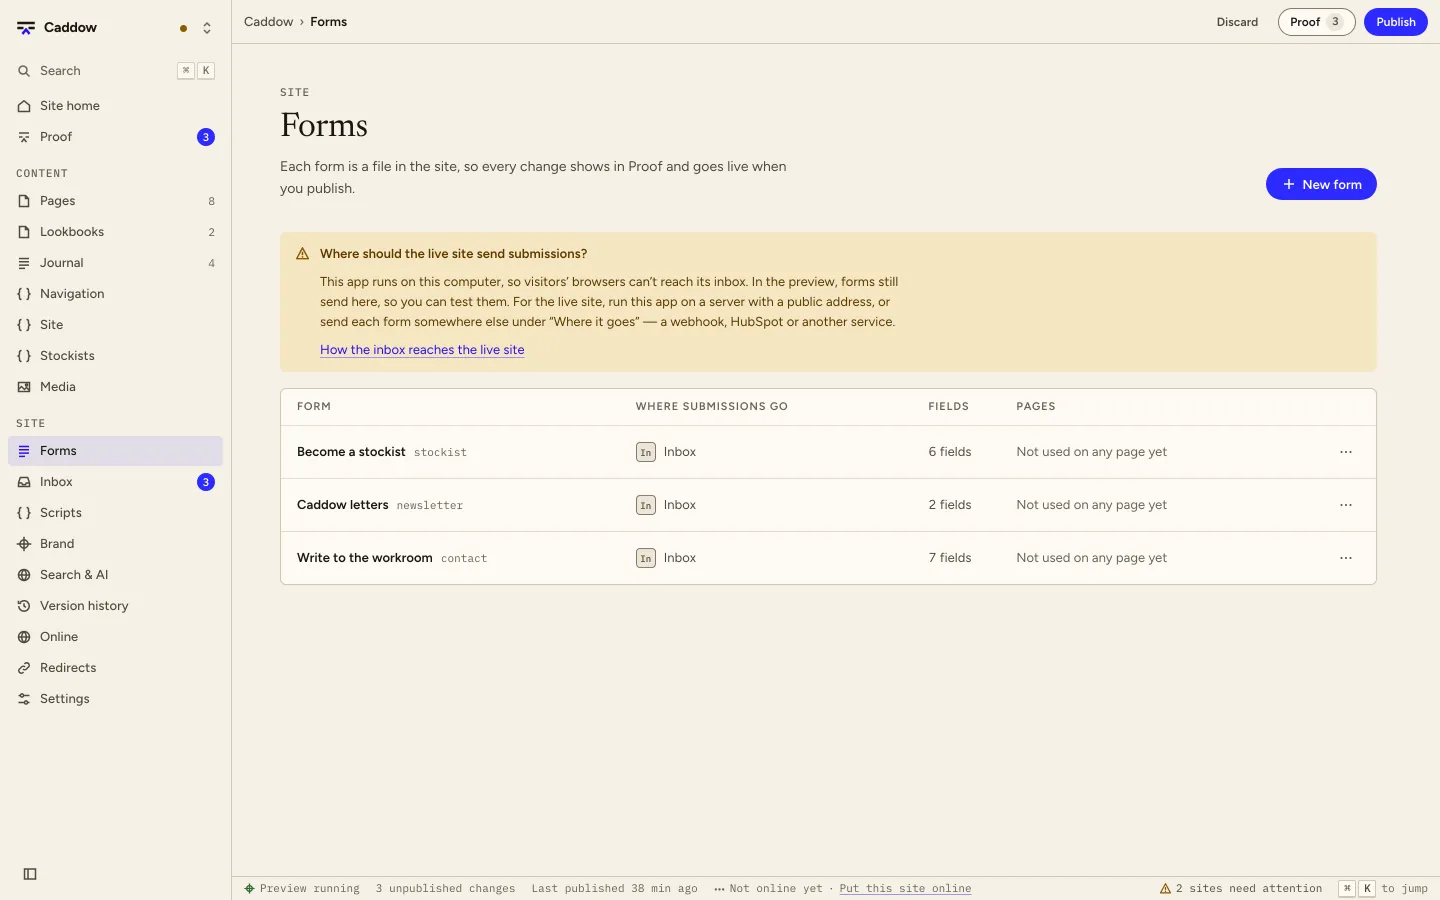 Caddow
Search ⌘ K
Site home
Proof 3
CONTENT
Pages 8
Lookbooks 2
Journal 4
Navigation
Site
Stockists
Media
SITE
Forms
Inbox 3
Scripts
Brand
Search & AI
Version history
Online
Redirects
Settings
Caddow › Forms
Discard
Proof 3
Publish
SITE
Forms
Each form is a file in the site, so every change shows in Proof and goes live when
you publish.
+ New form
Where should the live site send submissions?
This app runs on this computer, so visitors’ browsers can’t reach its inbox. In the preview, forms still
send here, so you can test them. For the live site, run this app on a server with a public address, or
send each form somewhere else under “Where it goes” — a webhook, HubSpot or another service.
How the inbox reaches the live site
FORM WHERE SUBMISSIONS GO FIELDS PAGES
Become a stockist stockist In Inbox 6 fields Not used on any page yet ···
Caddow letters newsletter In Inbox 2 fields Not used on any page yet ···
Write to the workroom contact In Inbox 7 fields Not used on any page yet ···
Preview running 3 unpublished changes Last published 38 min ago ··· Not online yet · Put this site online 2 sites need attention ⌘ K to jump